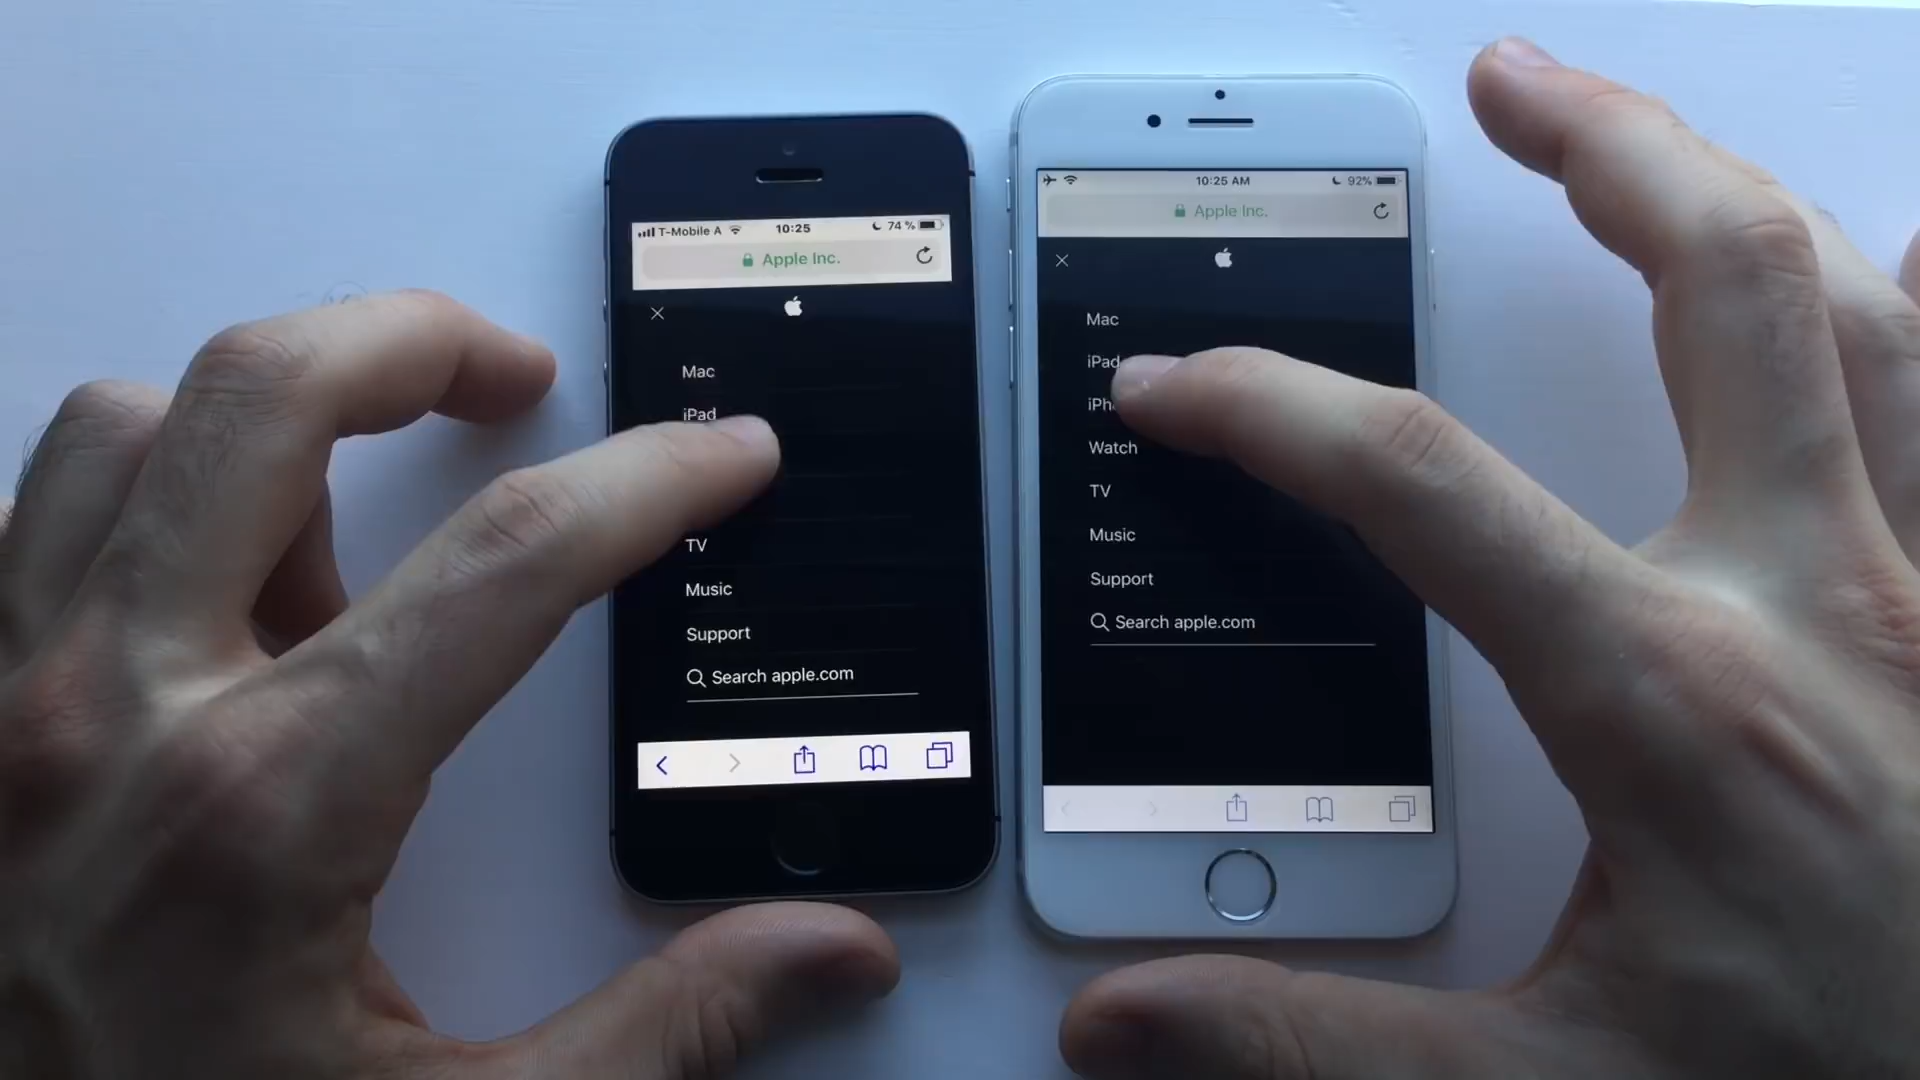 T-Mobile A 10:25 74 %
Apple Inc.
Mac
iPad
TV
Music
Support
Search apple.com
10:25 AM 92%
Apple Inc.
Mac
iPad
iPh
Watch
TV
Music
Support
Search apple.com